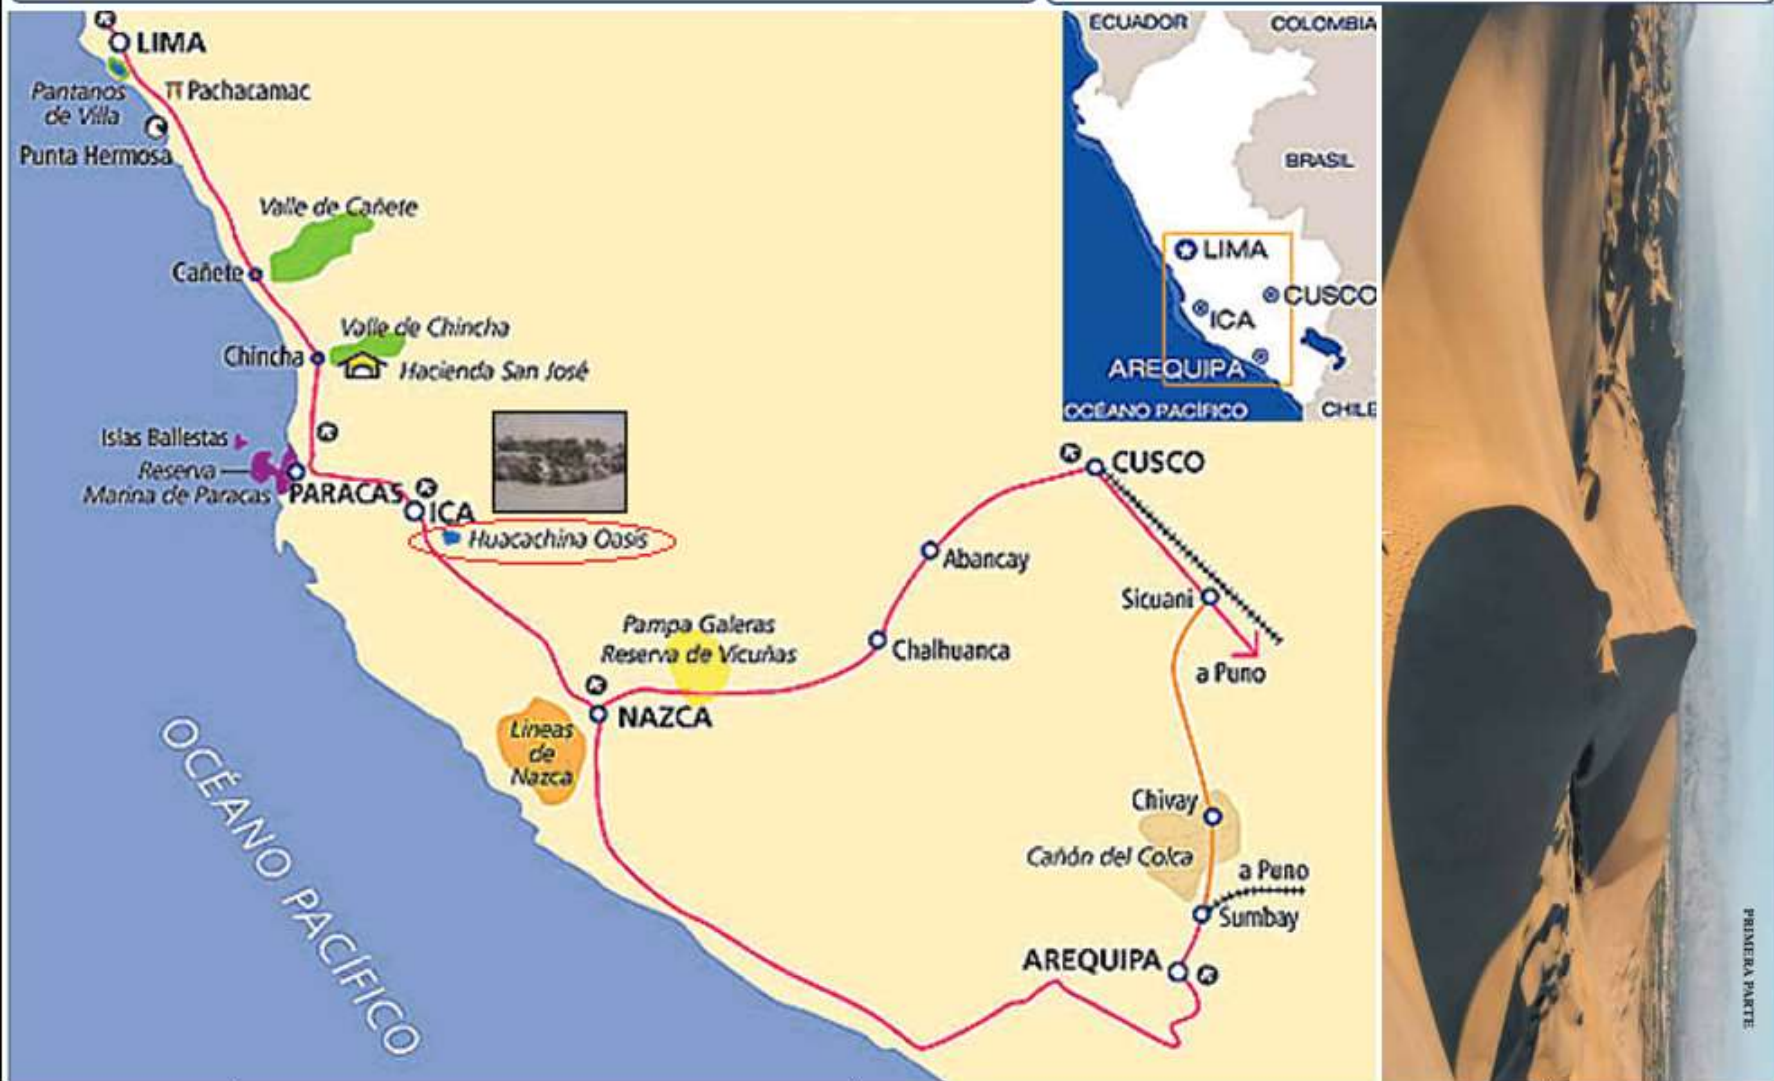 LIMA
Pantanos
de Villa
Pachacamac
Punta Hermosa
Valle de Cañete
Cañete
Valle de Chincha
Chincha
Hacienda San José
Islas Ballestas
Reserva
Marina de Paracas
PARACAS
ICA
Huacachina Oasis
Pampa Galeras
Reserva de Vicuñas
NAZCA
Lineas
de
Nazca
CUSCO
Abancay
Chalhuanca
Sicuani
a Puno
Chivay
Cañón del Colca
a Puno
Sumbay
AREQUIPA
OCÉANO PACÍFICO
ECUADOR
COLOMBIA
BRASIL
LIMA
CUSCO
ICA
AREQUIPA
OCÉANO PACÍFICO
CHILE
PRIMERA PARTE